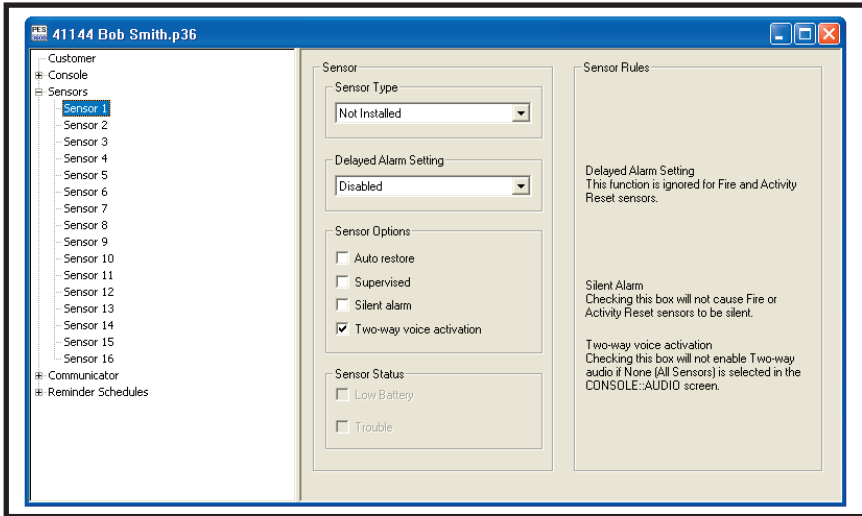 PES
3600
41144 Bob Smith.p36
Customer
Console
Sensors
Sensor 1
Sensor 2
Sensor 3
Sensor 4
Sensor 5
Sensor 6
Sensor 7
Sensor 8
Sensor 9
Sensor 10
Sensor 11
Sensor 12
Sensor 13
Sensor 14
Sensor 15
Sensor 16
Communicator
Reminder Schedules
Sensor
Sensor Type
Not Installed
Delayed Alarm Setting
Disabled
Sensor Options
Auto restore
Supervised
Silent alarm
Two-way voice activation
Sensor Status
Low Battery
Trouble
Sensor Rules
Delayed Alarm Setting
This function is ignored for Fire and Activity
Reset sensors.
Silent Alarm
Checking this box will not cause Fire or
Activity Reset sensors to be silent.
Two-way voice activation
Checking this box will not enable Two-way
audio if None (All Sensors) is selected in the
CONSOLE::AUDIO screen.